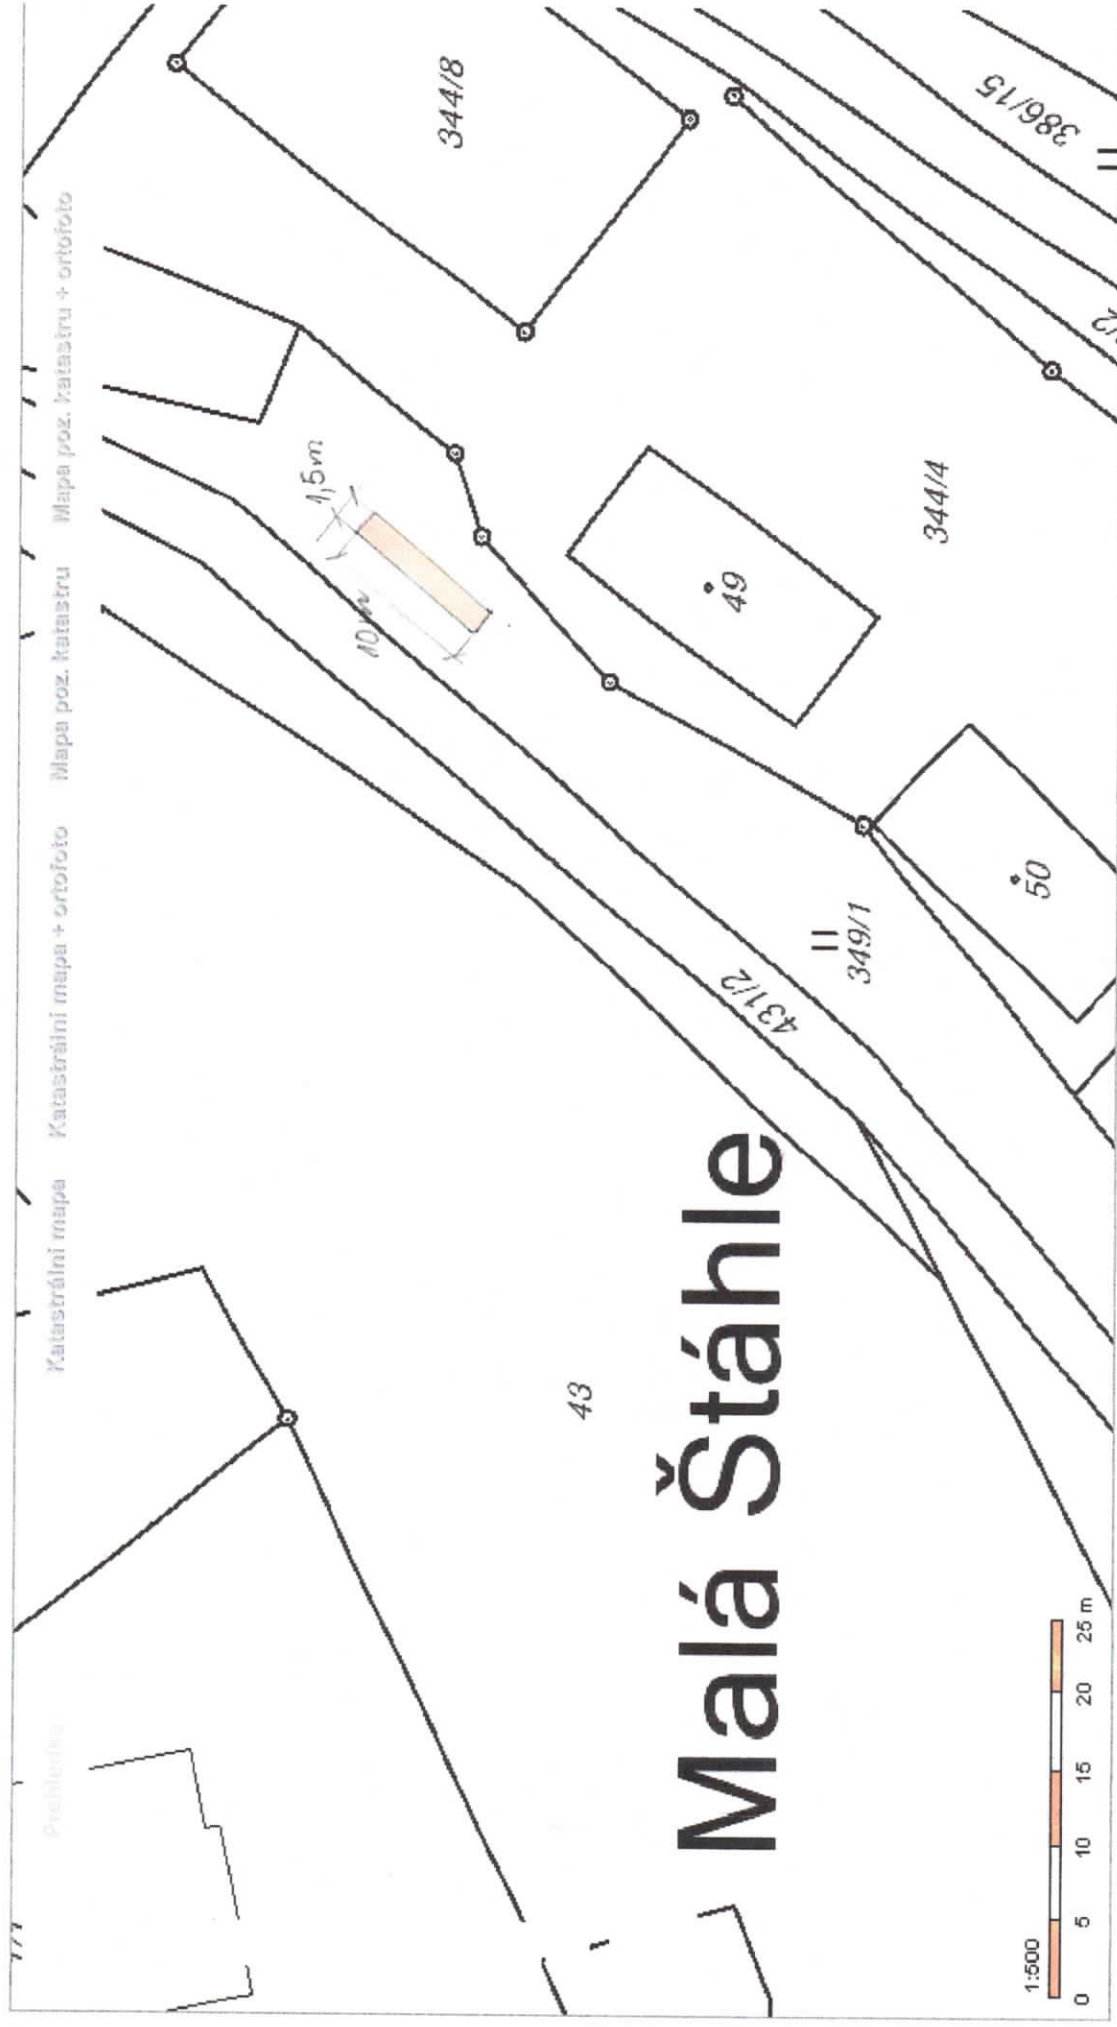 Prohlídka Katastrální mapa Katastrální mapa + ortofoto Mapa poz. katastru Mapa poz. katastru + ortofoto
344/8
386/15
1,5m
10m
49
344/4
50
349/1
431/2
43
Malá Štáhle
1:500
0 5 10 15 20 25 m